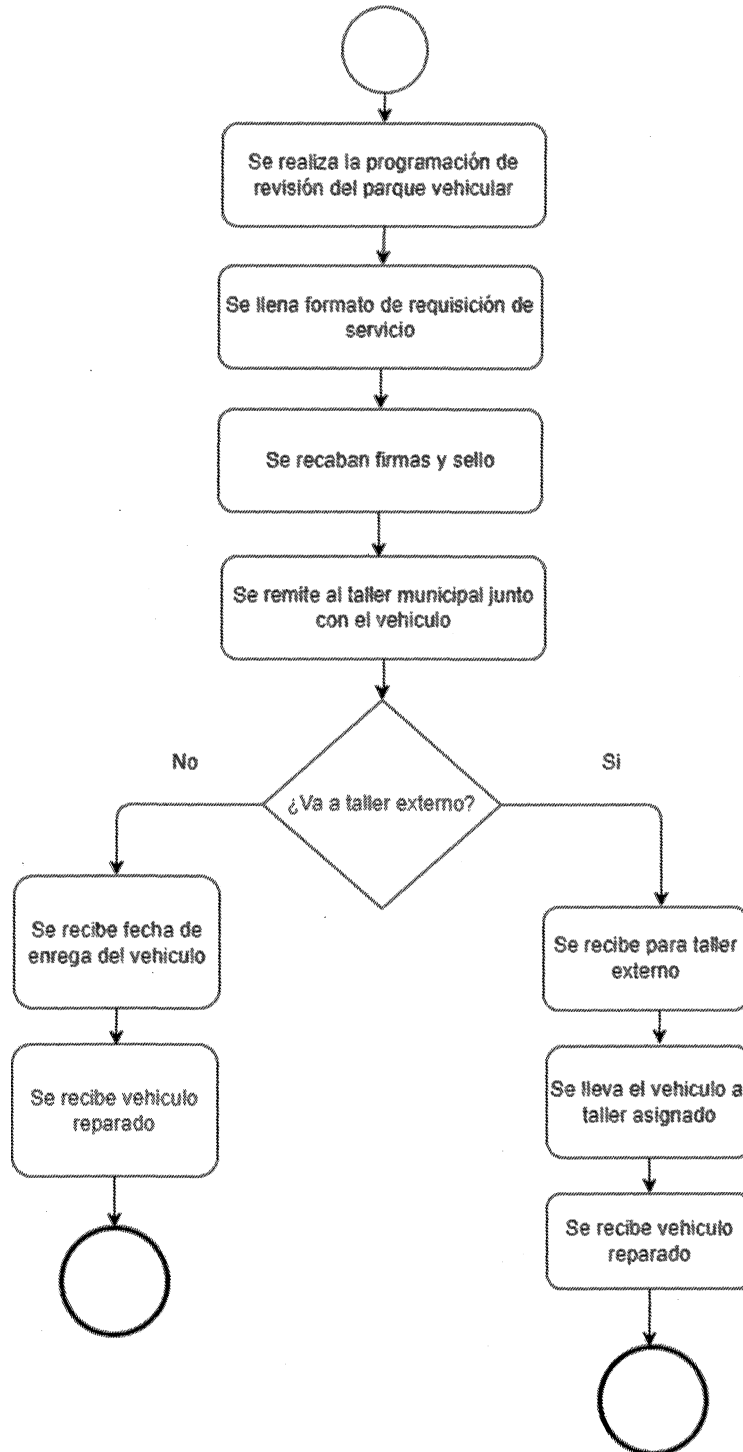 Se realiza la programación de
revisión del parque vehicular
Se llena formato de requisición de
servicio
Se recaban firmas y sello
Se remite al taller municipal junto
con el vehiculo
No
Si
¿Va a taller externo?
Se recibe fecha de
enrega del vehiculo
Se recibe para taller
externo
Se recibe vehiculo
reparado
Se lleva el vehiculo a
taller asignado
Se recibe vehiculo
reparado